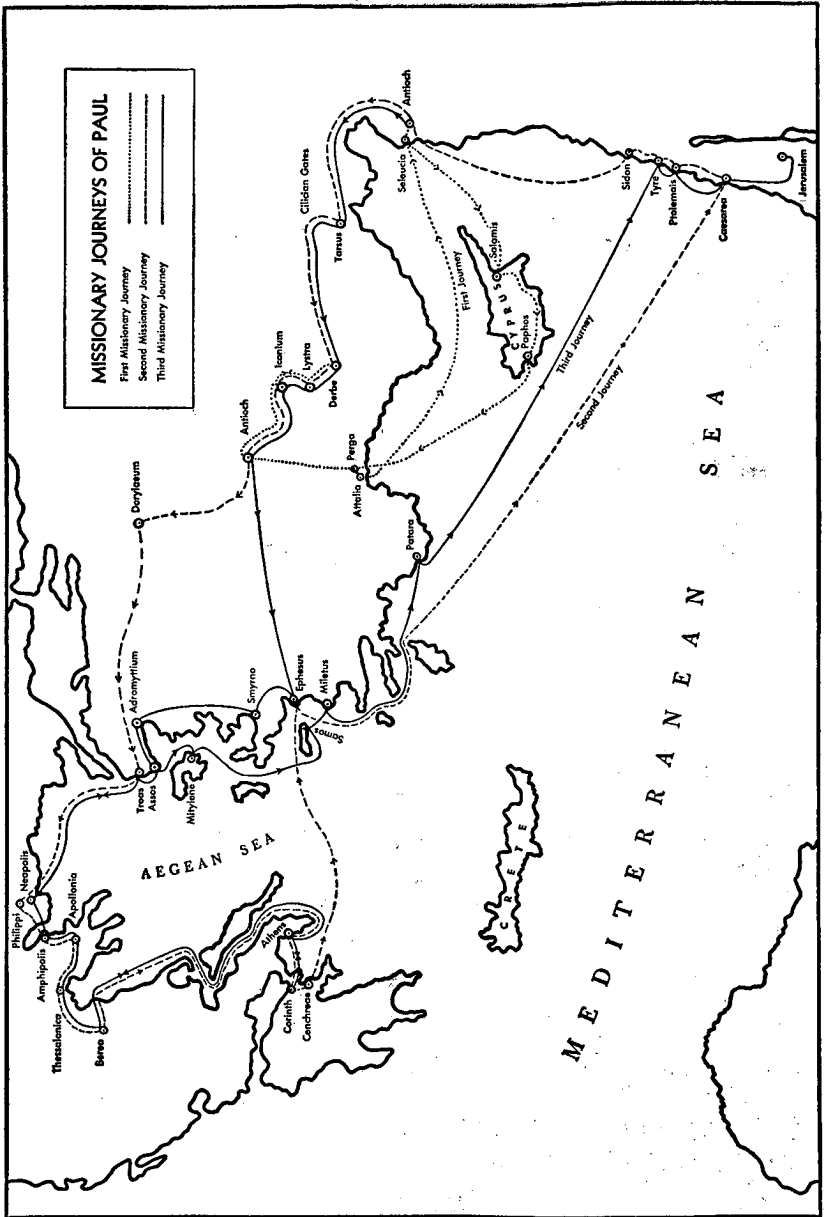 MISSIONARY JOURNEYS OF PAUL
First Missionary Journey
Second Missionary Journey
Third Missionary Journey
Philippi
Neapolis
Amphipolis
Apollonia
Thessalonica
Berea
Troas
Assos
Adramyttium
Mitylene
Dorylaeum
Antioch
Iconium
Lystra
Derbe
Cilidan Gates
Tarsus
Antioch
Seleucia
AEGEAN SEA
Smyrna
Ephesus
Samos
Miletus
Athens
Corinth
Cenchreae
Perga
Attalia
Patara
First Journey
CYPRUS
Salamis
Paphos
Third Journey
Second Journey
Sidon
Tyre
Ptolemais
Caesarea
Jerusalem
CRETE
MEDITERRANEAN SEA